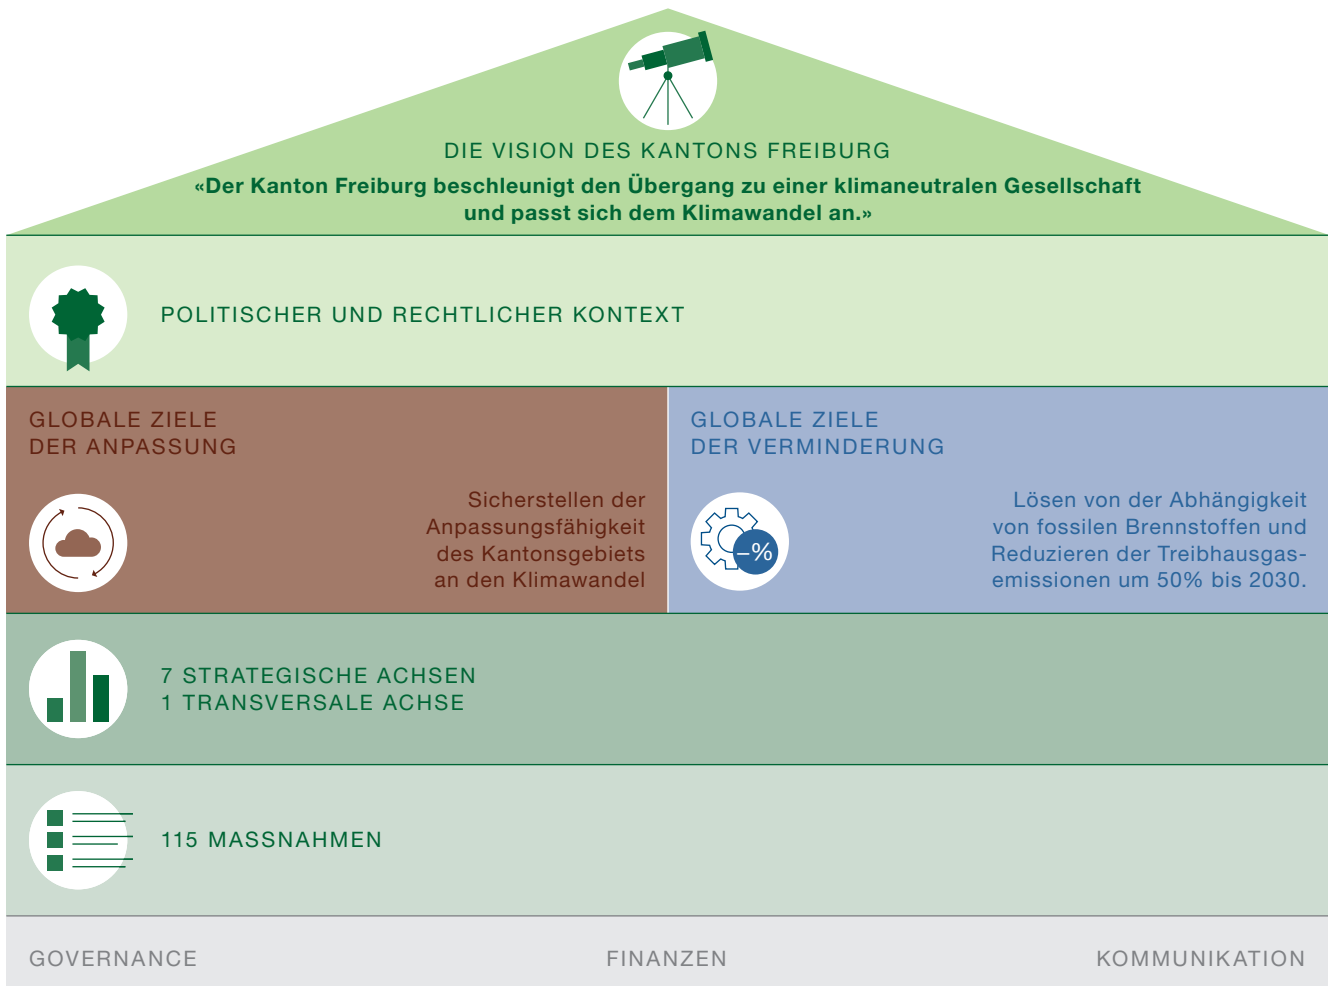 DIE VISION DES KANTONS FREIBURG
«Der Kanton Freiburg beschleunigt den Übergang zu einer klimaneutralen Gesellschaft
und passt sich dem Klimawandel an.»
POLITISCHER UND RECHTLICHER KONTEXT
GLOBALE ZIELE
DER ANPASSUNG
Sicherstellen der
Anpassungsfähigkeit
des Kantonsgebiets
an den Klimawandel
GLOBALE ZIELE
DER VERMINDERUNG
–%
Lösen von der Abhängigkeit
von fossilen Brennstoffen und
Reduzieren der Treibhausgas-
emissionen um 50% bis 2030.
7 STRATEGISCHE ACHSEN
1 TRANSVERSALE ACHSE
115 MASSNAHMEN
GOVERNANCE
FINANZEN
KOMMUNIKATION